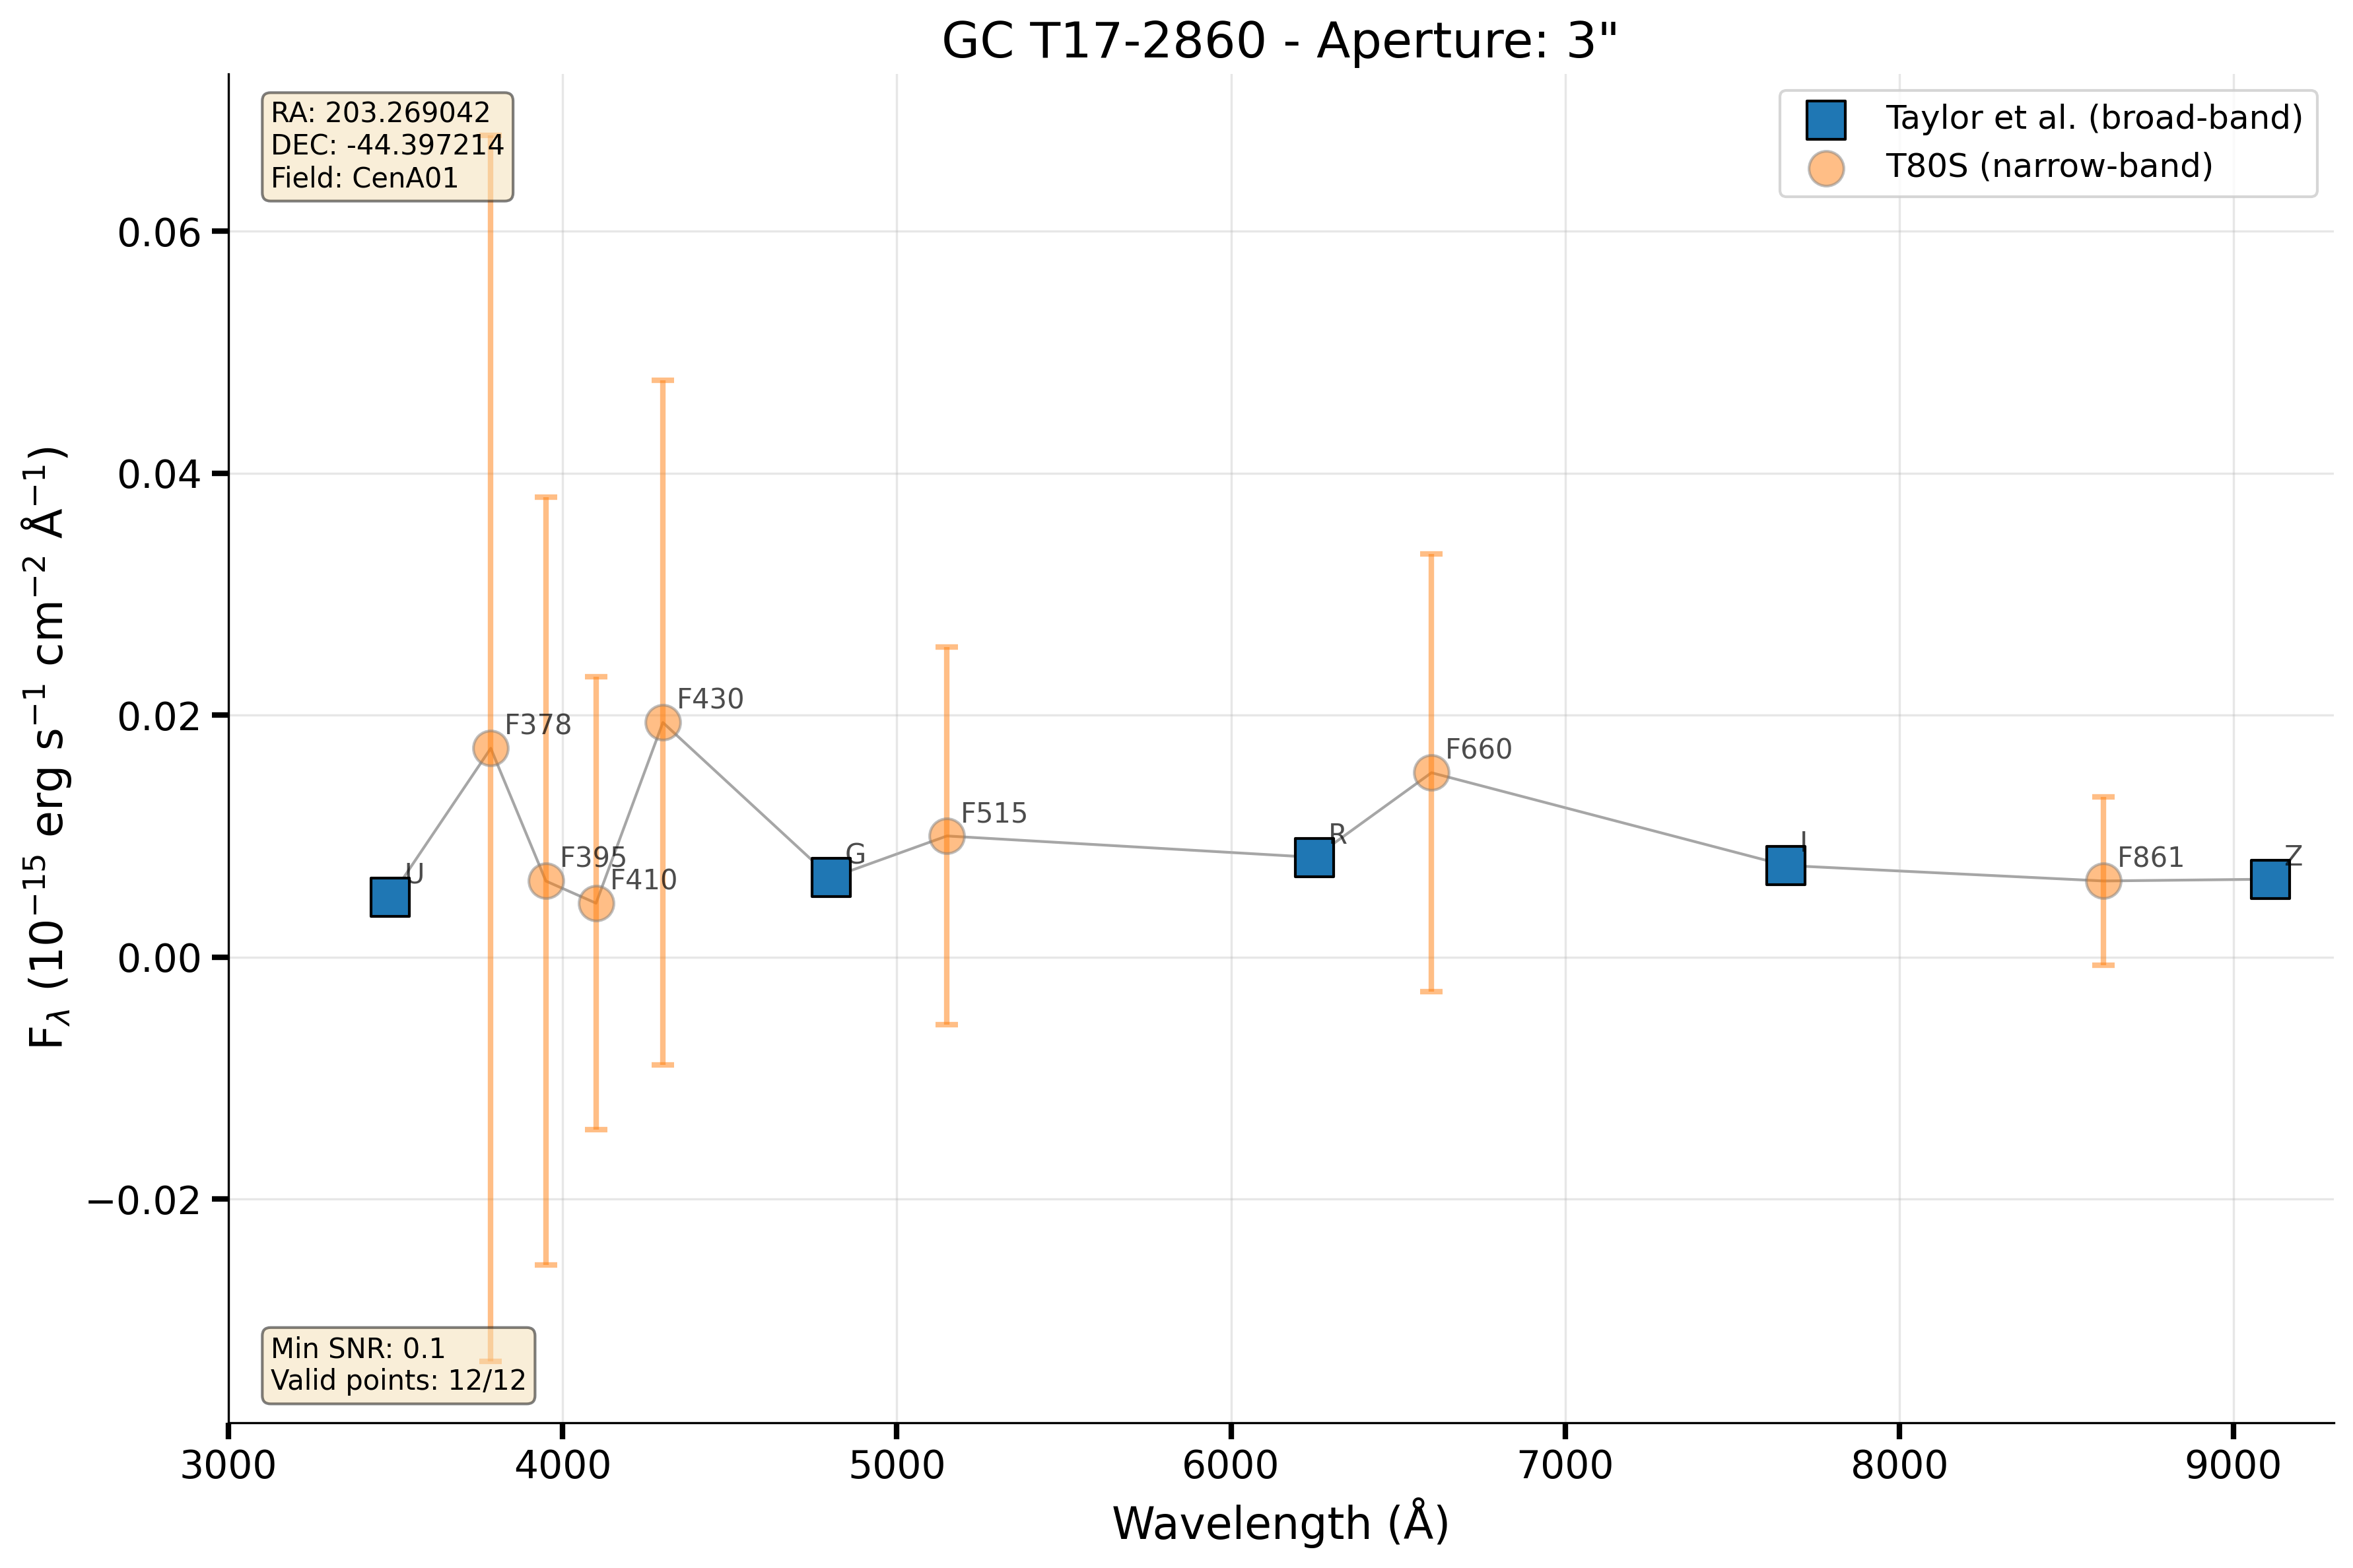 GC T17-2860 - Aperture: 3"
RA: 203.269042
DEC: -44.397214
Field: CenA01
Taylor et al. (broad-band)
T80S (narrow-band)
0.06
0.04
0.02
0.00
−0.02
F_λ (10⁻¹⁵ erg s⁻¹ cm⁻² Å⁻¹)
U
F378
F395
F410
F430
G
F515
R
F660
I
F861
Z
Min SNR: 0.1
Valid points: 12/12
3000 4000 5000 6000 7000 8000 9000
Wavelength (Å)